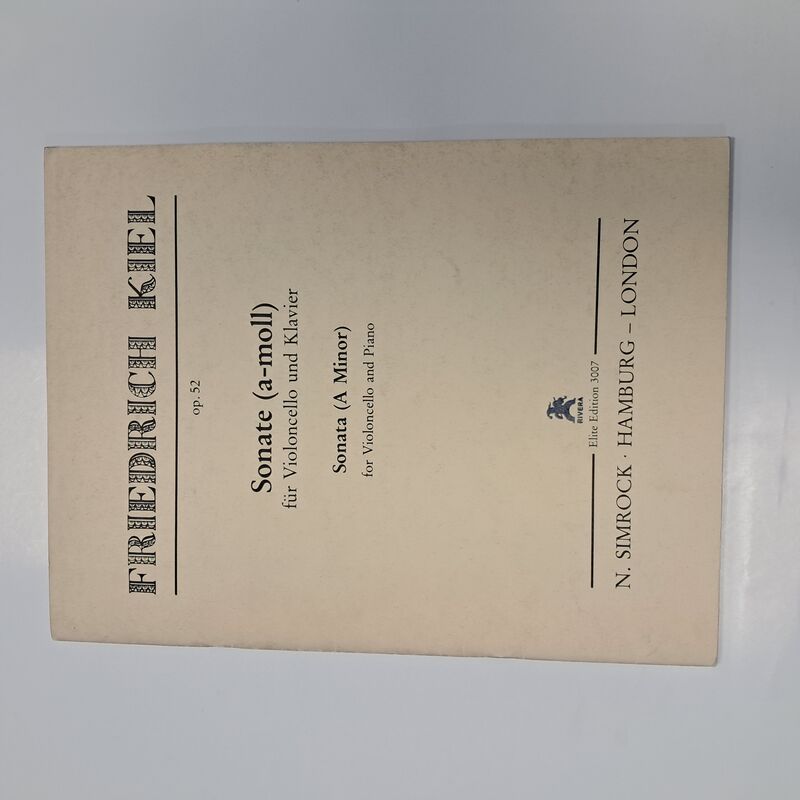 FRIEDRICH KIEL
op. 52
Sonate (a-moll)
für Violoncello und Klavier
Sonata (A Minor)
for Violoncello and Piano
RIVERA
Elite Edition 3007
N. SIMROCK · HAMBURG – LONDON